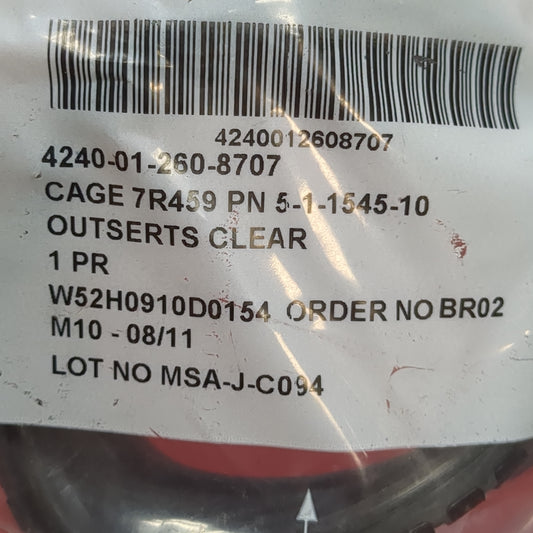 4240012608707
4240-01-260-8707
CAGE 7R459 PN 5-1-1545-10
OUTSERTS CLEAR
1 PR
W52H0910D0154 ORDER NO BR02
M10 - 08/11
LOT NO MSA-J-C094